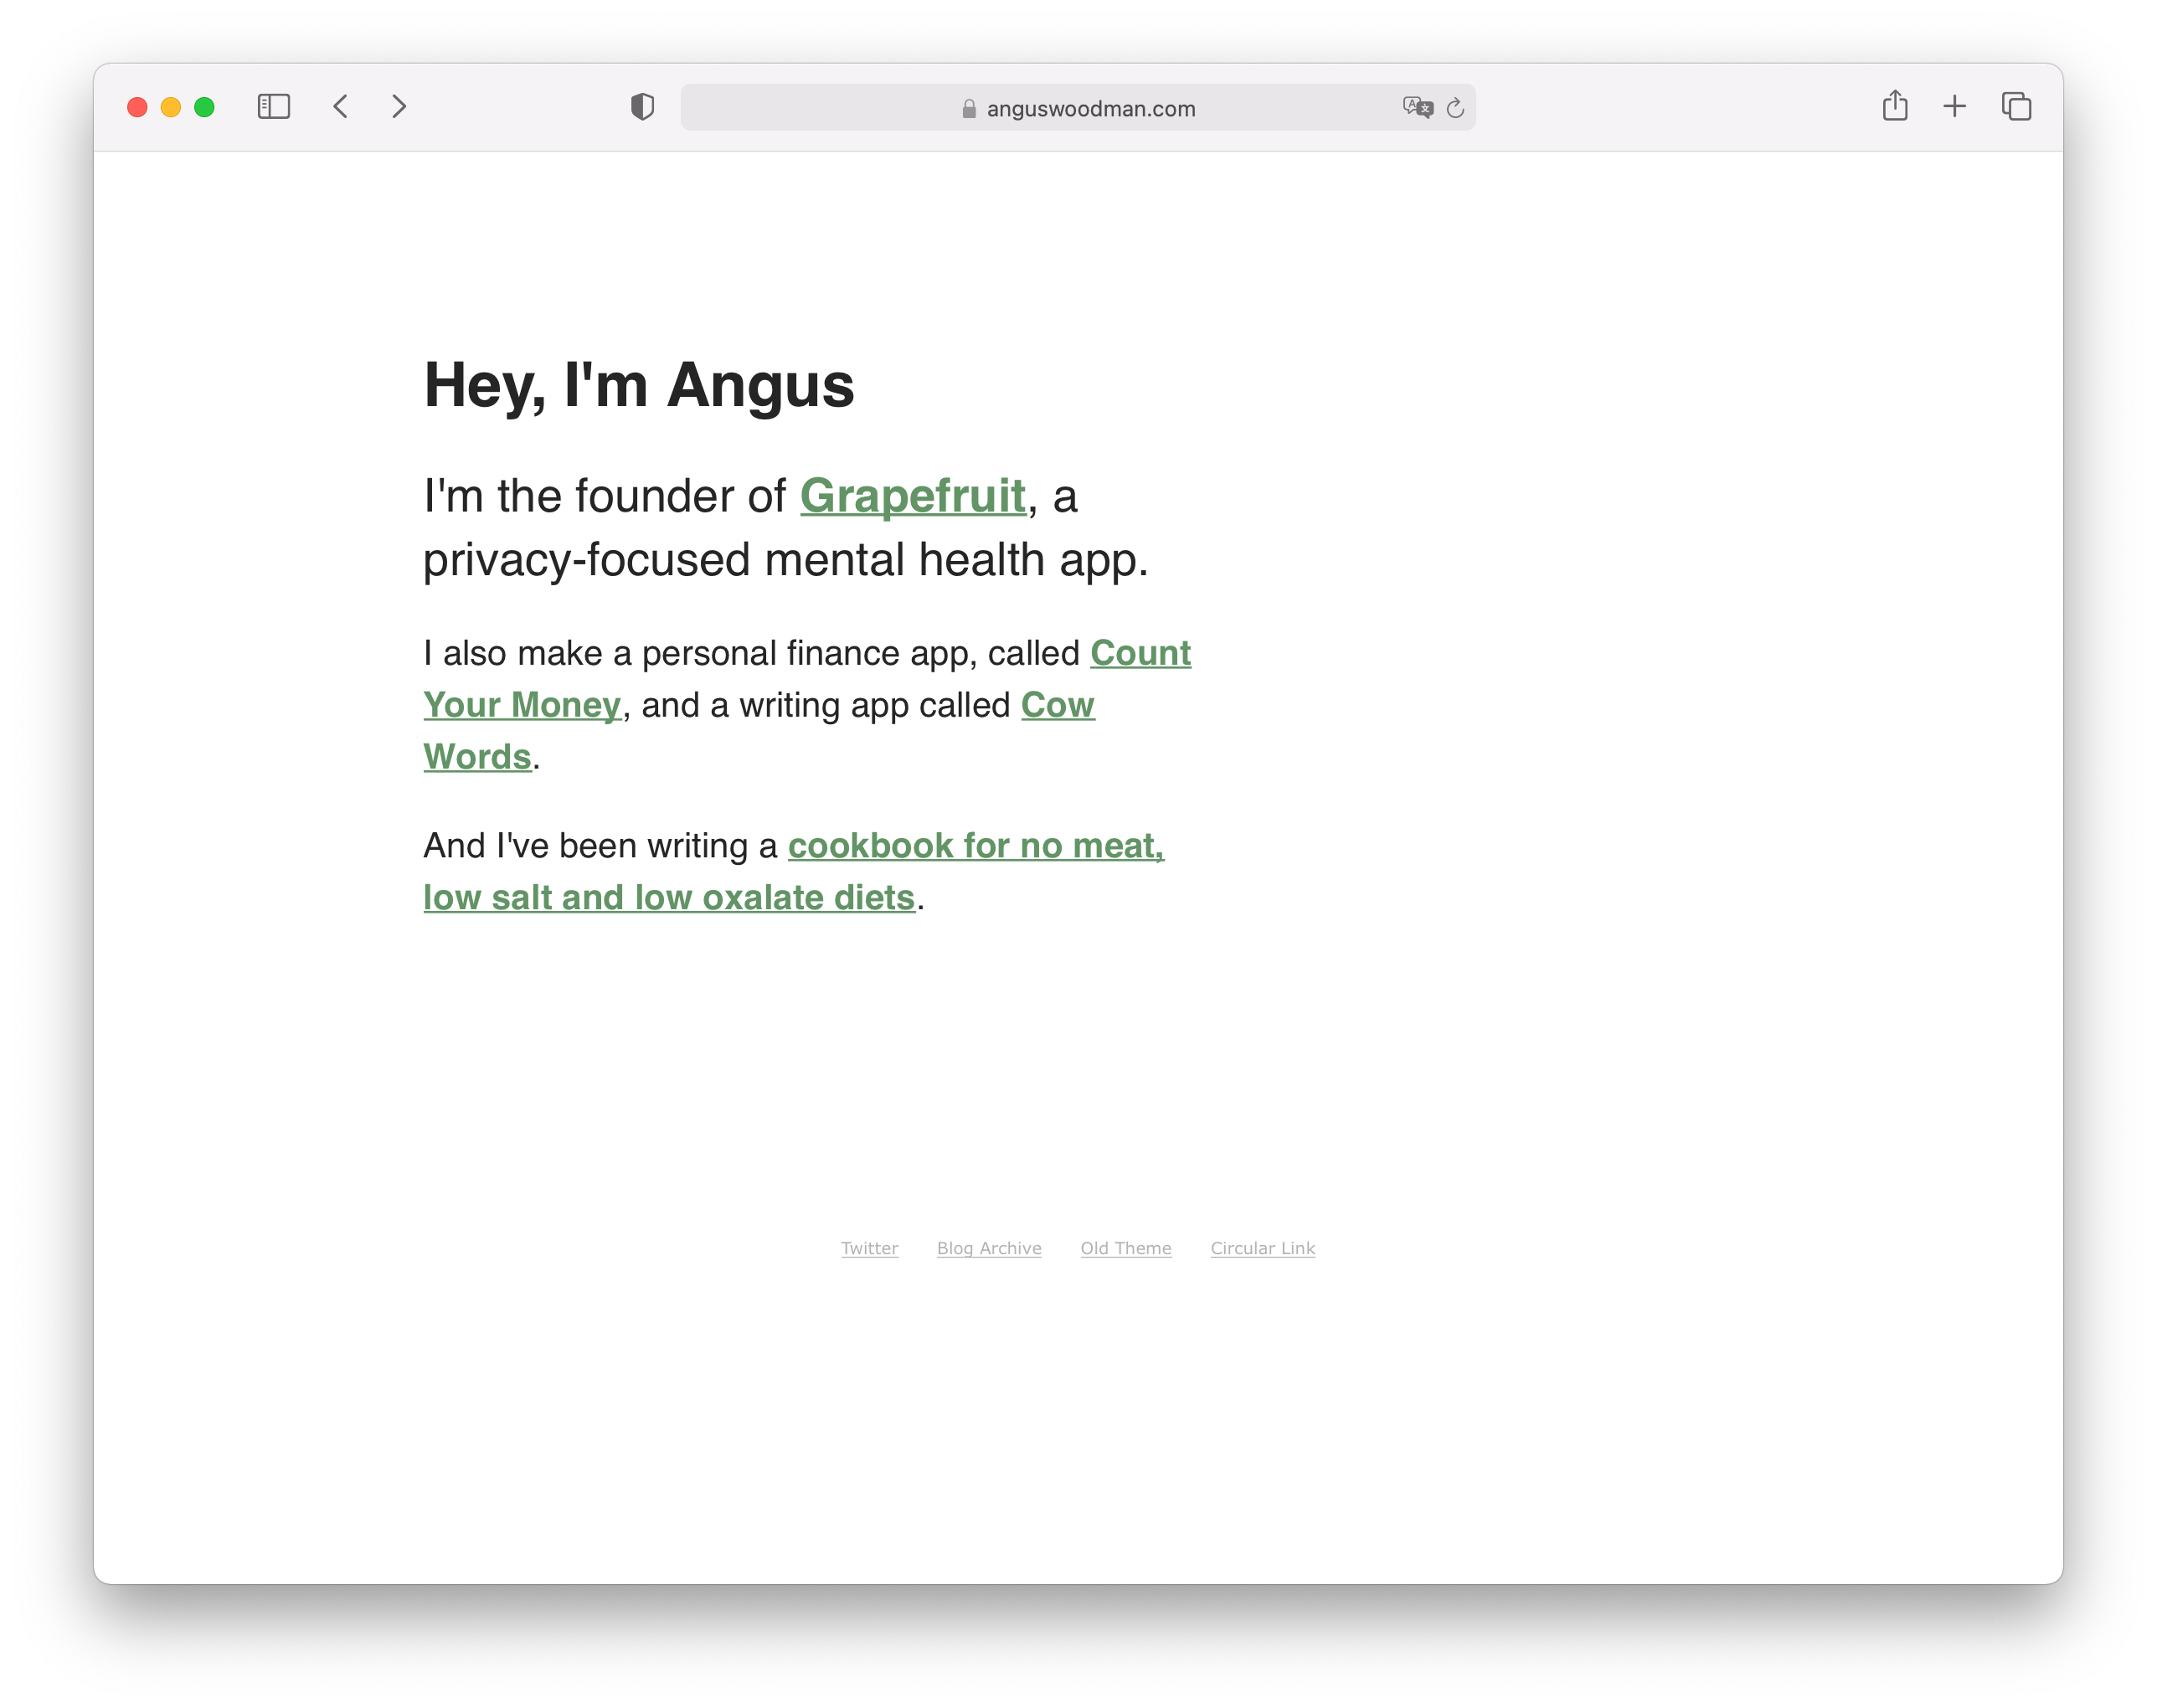 anguswoodman.com
Hey, I'm Angus
I'm the founder of Grapefruit, a
privacy-focused mental health app.
I also make a personal finance app, called Count
Your Money, and a writing app called Cow
Words.
And I've been writing a cookbook for no meat,
low salt and low oxalate diets.
Twitter Blog Archive Old Theme Circular Link